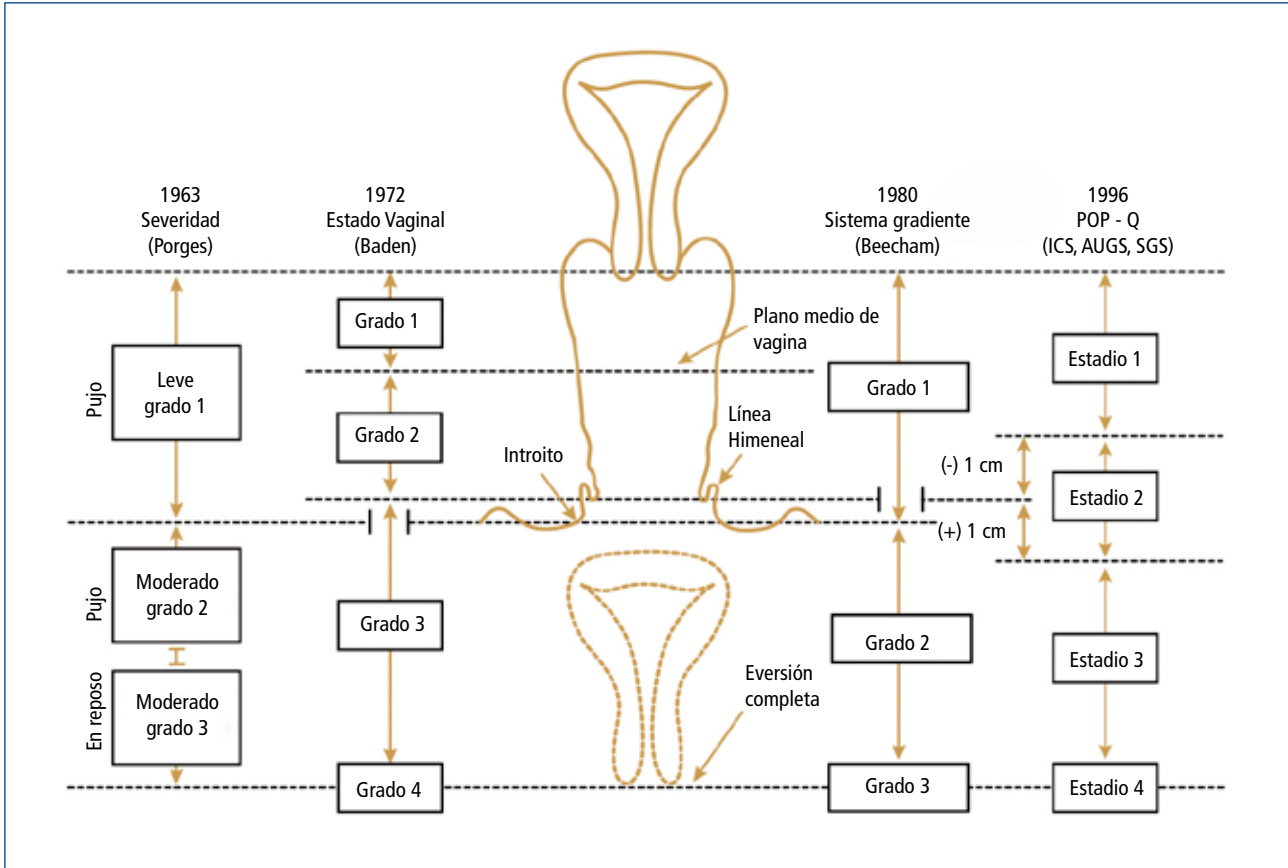 1963
Severidad
(Porges)
1972
Estado Vaginal
(Baden)
1980
Sistema gradiente
(Beecham)
1996
POP - Q
(ICS, AUGS, SGS)
Pujo
Leve
grado 1
Pujo
Moderado
grado 2
En reposo
Moderado
grado 3
Grado 1
Grado 2
Grado 3
Grado 4
Plano medio de
vagina
Introito
Línea
Himeneal
Eversión
completa
Grado 1
Grado 2
Grado 3
(-) 1 cm
(+) 1 cm
Estadio 1
Estadio 2
Estadio 3
Estadio 4